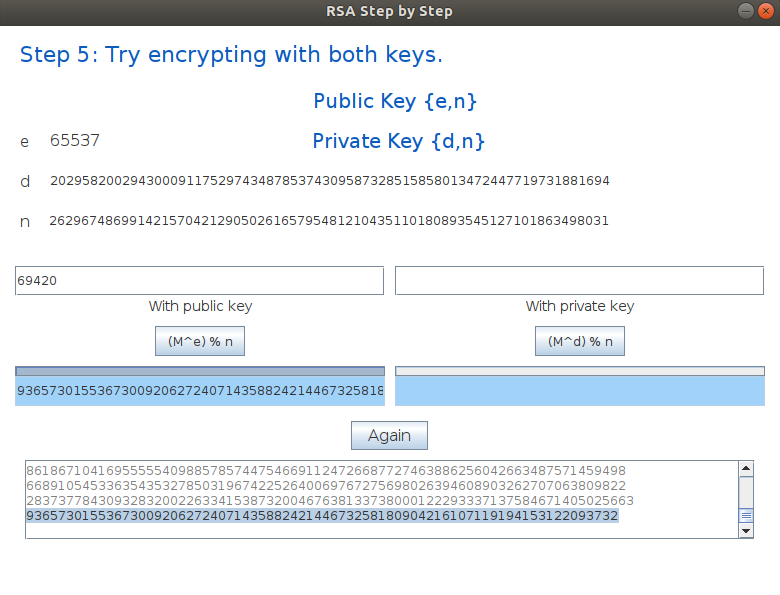 RSA Step by Step
Step 5: Try encrypting with both keys.
Public Key {e,n}
e 65537
Private Key {d,n}
d 2029582002943000911752974348785374309587328515858013472447719731881694
n 2629674869914215704212905026165795481210435110180893545127101863498031
69420
With public key With private key
(M^e) % n (M^d) % n
9365730155367300920627240714358824214467325818
Again
861867104169555554098857857447546691124726687727463886256042663487571459498
668910545336354353278503196742252640069767275698026394608903262707063809822
2837377843093283200226334153873200467638133738000122293337137584671405025663
93657301553673009206272407143588242144673258180904216107119194153122093732